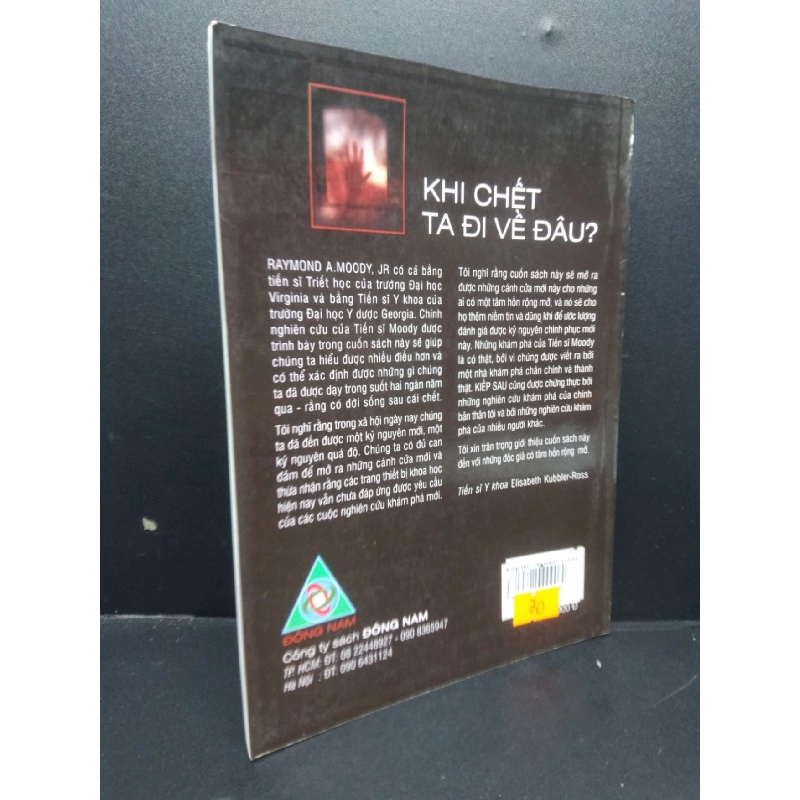 KHI CHẾT
TA ĐI VỀ ĐÂU?
RAYMOND A.MOODY, JR có cả bằng
tiến sĩ Triết học của trường Đại học
Virginia và bằng Tiến sĩ Y khoa của
trường Đại học Y dược Georgia. Chính
nghiên cứu của Tiến sĩ Moody được
trình bày trong cuốn sách này sẽ giúp
chúng ta hiểu được nhiều điều hơn và
có thể xác định được những gì chúng
ta đã được dạy trong suốt hai ngàn năm
qua - rằng có đời sống sau cái chết.
Tôi nghĩ rằng trong xã hội ngày nay chúng
ta đã đến được một kỷ nguyên mới, một
kỷ nguyên quá độ. Chúng ta có đủ can
đảm để mở ra những cánh cửa mới và
thừa nhận rằng các trang thiết bị khoa học
hiện nay vẫn chưa đáp ứng được yêu cầu
của các cuộc nghiên cứu khám phá mới.
Tôi nghĩ rằng cuốn sách này sẽ mở ra
được những cánh cửa mới này cho những
ai có một tâm hồn rộng mở, và nó sẽ cho
họ thêm niềm tin và dũng khí để ước lượng
đánh giá được kỷ nguyên chinh phục mới
này. Những khám phá của Tiến sĩ Moody
là có thật, bởi vì chúng được viết ra bởi
một nhà khám phá chân chính và thành
thật. KIẾP SAU cũng được chứng thực bởi
những nghiên cứu khám phá của chính
bản thân tôi và bởi những nghiên cứu khám
phá của nhiều người khác.
Tôi xin trân trọng giới thiệu cuốn sách này
đến với những độc giả có tâm hồn rộng mở.
Tiến sĩ Y khoa Elisabeth Kubbler-Ross
ĐÔNG NAM
Công ty sách ĐÔNG NAM
TP. HCM: ĐT: 08 22448927 - 090 8365947
Hà Nội : ĐT: 090 6431124
70